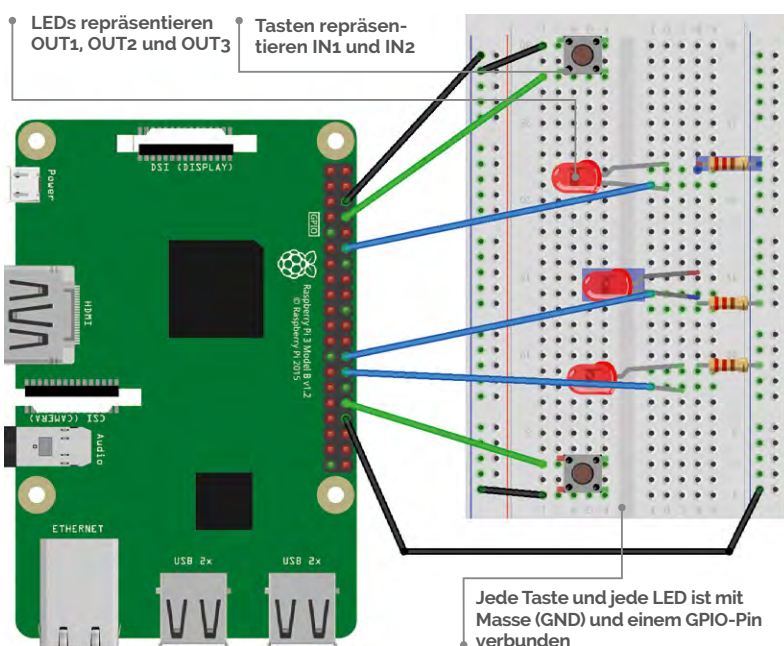 LEDs repräsentieren
OUT1, OUT2 und OUT3
Tasten repräsen-
tieren IN1 und IN2
DSI (DISPLAY)
Power
GPIO
HDMI
Raspberry Pi 3 Model B v1.2
© Raspberry Pi 2015
CSI (CAMERA)
Audio
ETHERNET
USB 2x
USB 2x
Jede Taste und jede LED ist mit
Masse (GND) und einem GPIO-Pin
verbunden